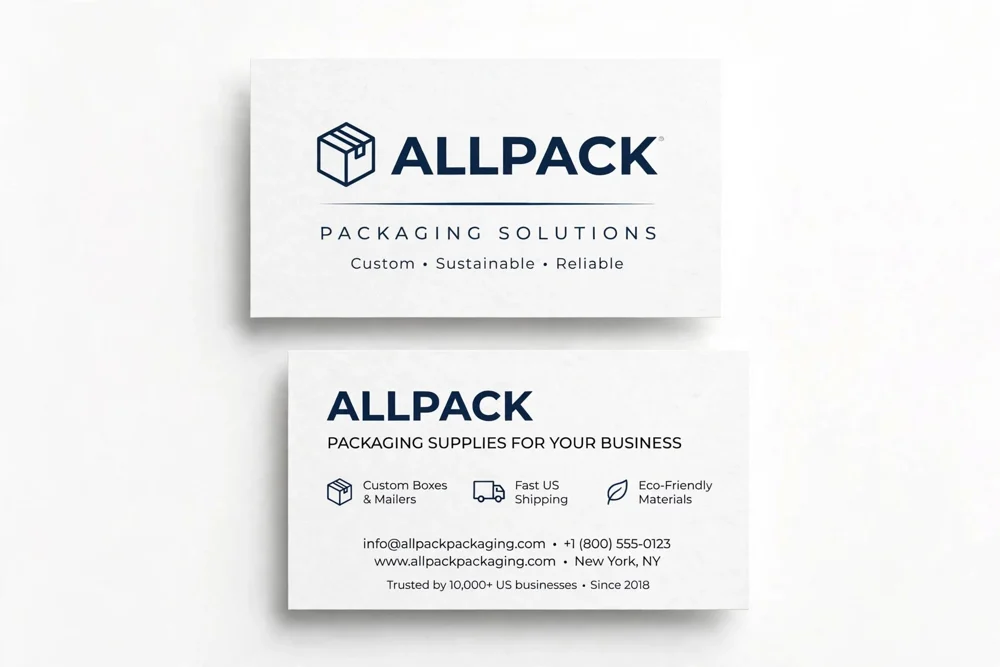 ALLPACK®
PACKAGING SOLUTIONS
Custom • Sustainable • Reliable
ALLPACK
PACKAGING SUPPLIES FOR YOUR BUSINESS
Custom Boxes
& Mailers
Fast US
Shipping
Eco-Friendly
Materials
info@allpackpackaging.com • +1 (800) 555-0123
www.allpackpackaging.com • New York, NY
Trusted by 10,000+ US businesses • Since 2018